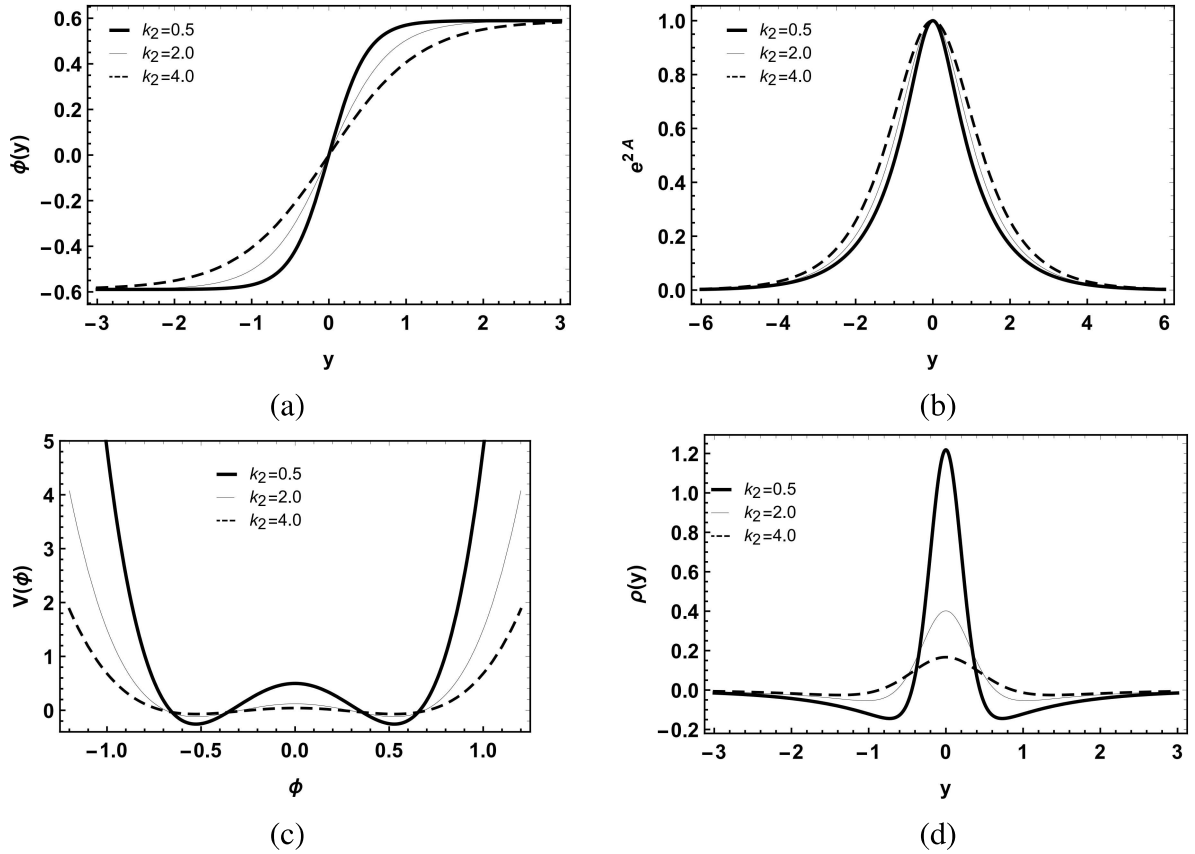 k₂=0.5
k₂=2.0
k₂=4.0
ϕ(y)
0.6
0.4
0.2
0.0
−0.2
−0.4
−0.6
−3 −2 −1 0 1 2 3
y
(a)
k₂=0.5
k₂=2.0
k₂=4.0
e^{2A}
1.0
0.8
0.6
0.4
0.2
0.0
−6 −4 −2 0 2 4 6
y
(b)
k₂=0.5
k₂=2.0
k₂=4.0
V(ϕ)
5
4
3
2
1
0
−1.0 −0.5 0.0 0.5 1.0
ϕ
(c)
k₂=0.5
k₂=2.0
k₂=4.0
ρ(y)
1.2
1.0
0.8
0.6
0.4
0.2
0.0
−0.2
−3 −2 −1 0 1 2 3
y
(d)